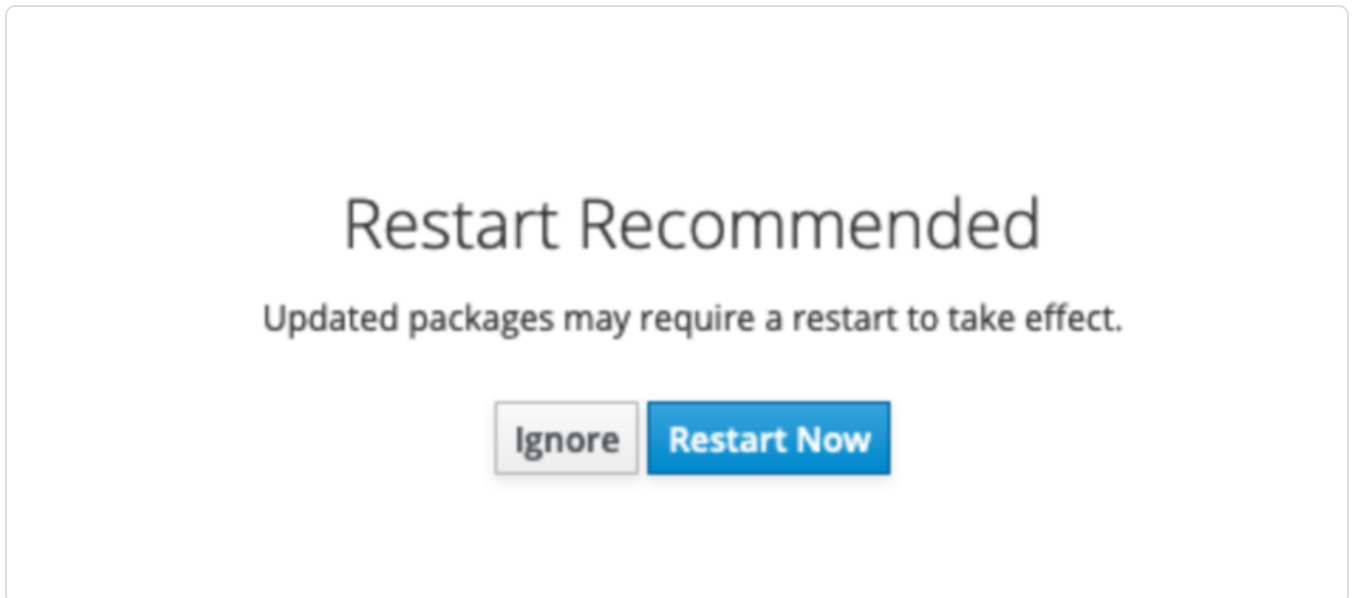 Restart Recommended
Updated packages may require a restart to take effect.
Ignore Restart Now